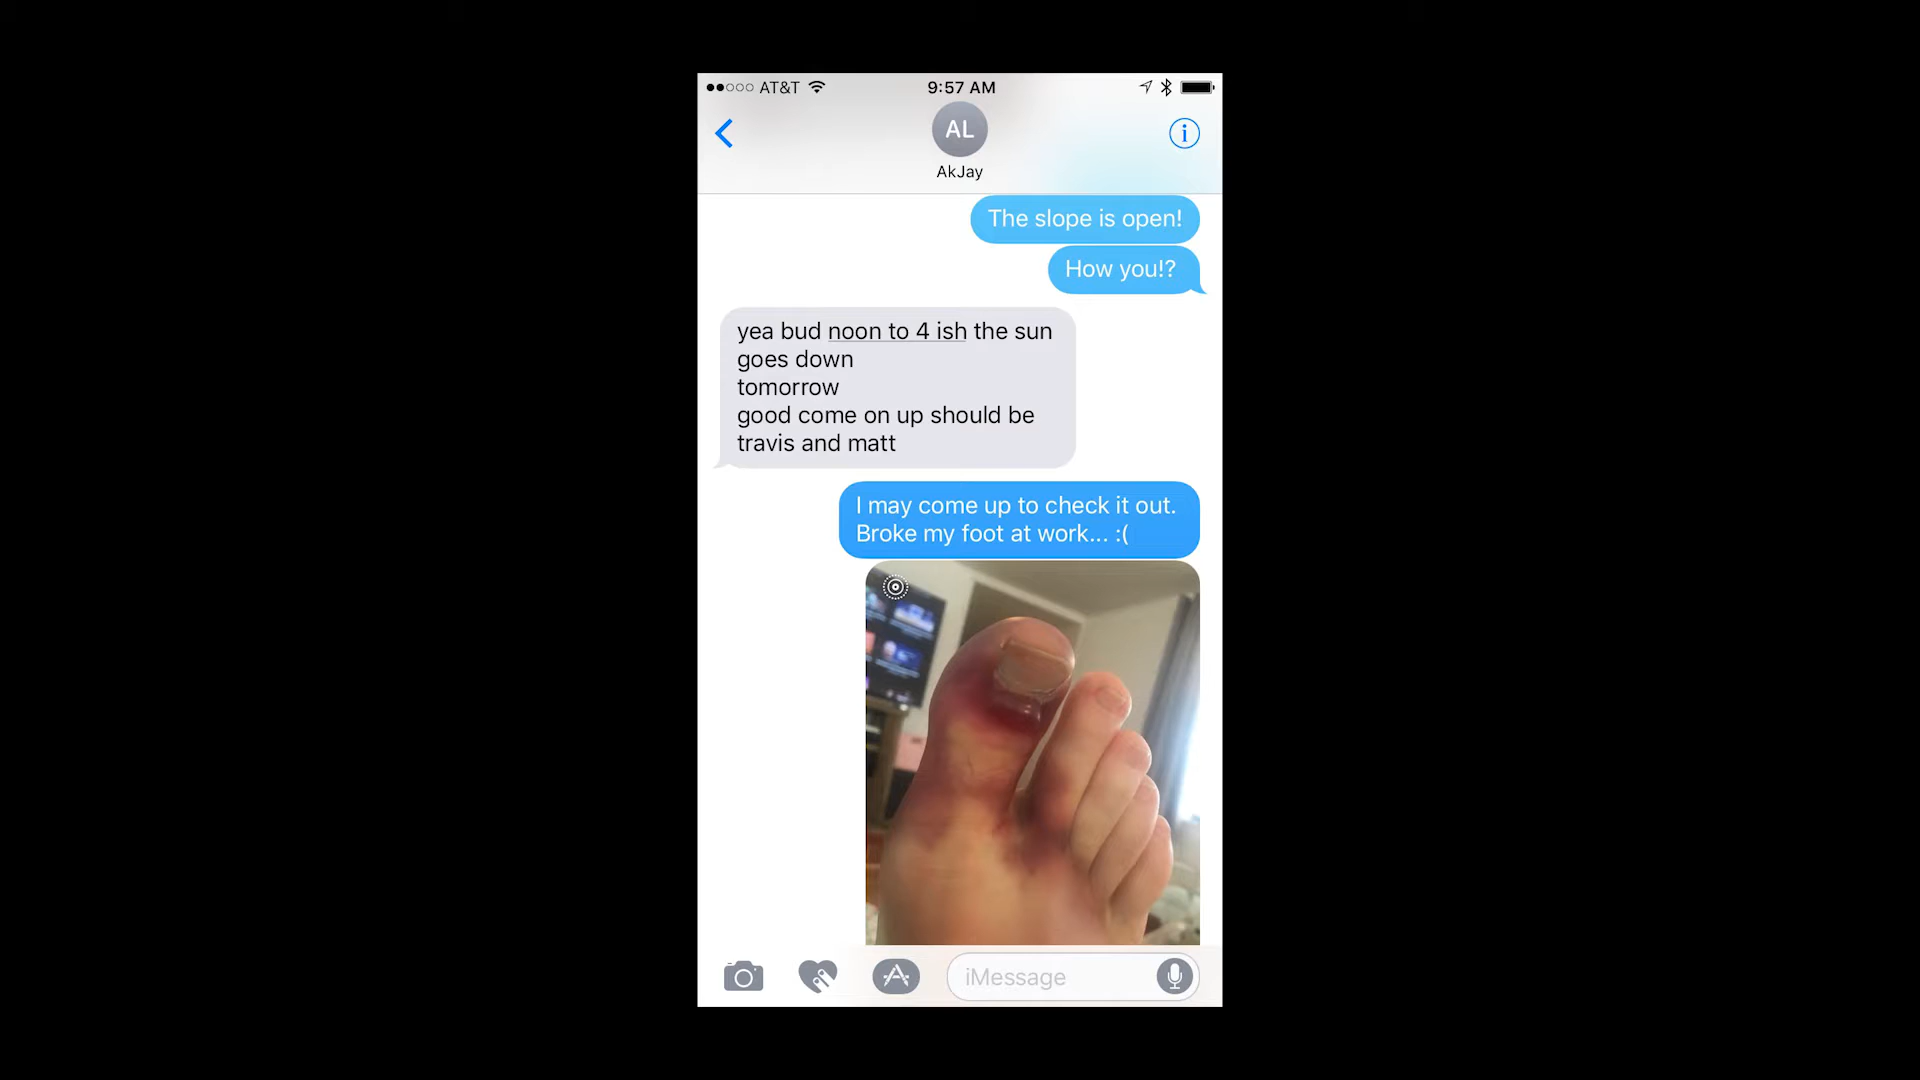 AT&T
9:57 AM
AL
AkJay
The slope is open!
How you!?
yea bud noon to 4 ish the sun
goes down
tomorrow
good come on up should be
travis and matt
I may come up to check it out.
Broke my foot at work... :(
iMessage